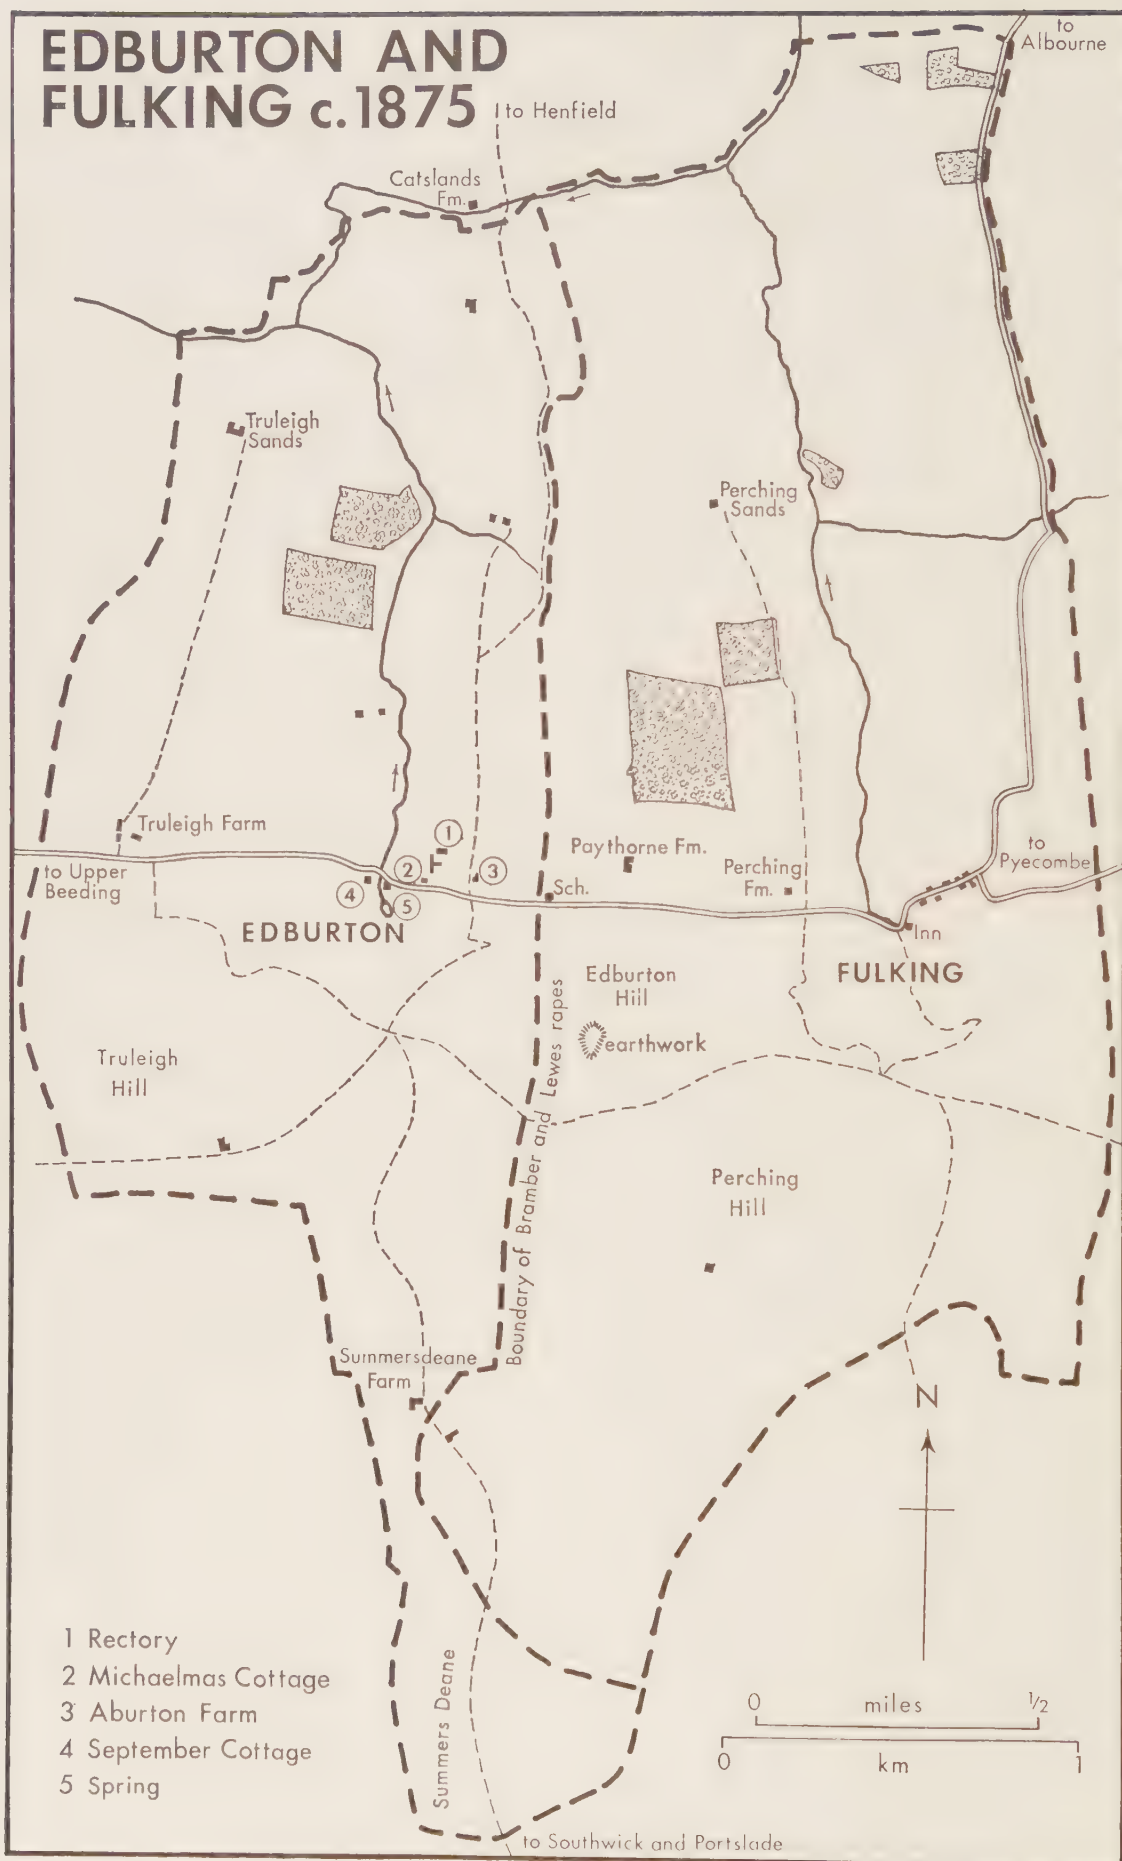 EDBURTON AND
FULKING c.1875
to
Albourne
to Henfield
Catslands
Fm.
Truleigh
Sands
Perching
Sands
Truleigh Farm
1
to Upper
Beeding
2
3
4
5
Paythorne Fm.
Perching
Fm.
to
Pyecombe
Sch.
EDBURTON
Inn
FULKING
Edburton
Hill
earthwork
Truleigh
Hill
Boundary of Bramber and Lewes rapes
Perching
Hill
Summersdeane
Farm
N
Summers Deane
1 Rectory
2 Michaelmas Cottage
3 Aburton Farm
4 September Cottage
5 Spring
0 miles 1/2
0 km 1
to Southwick and Portslade